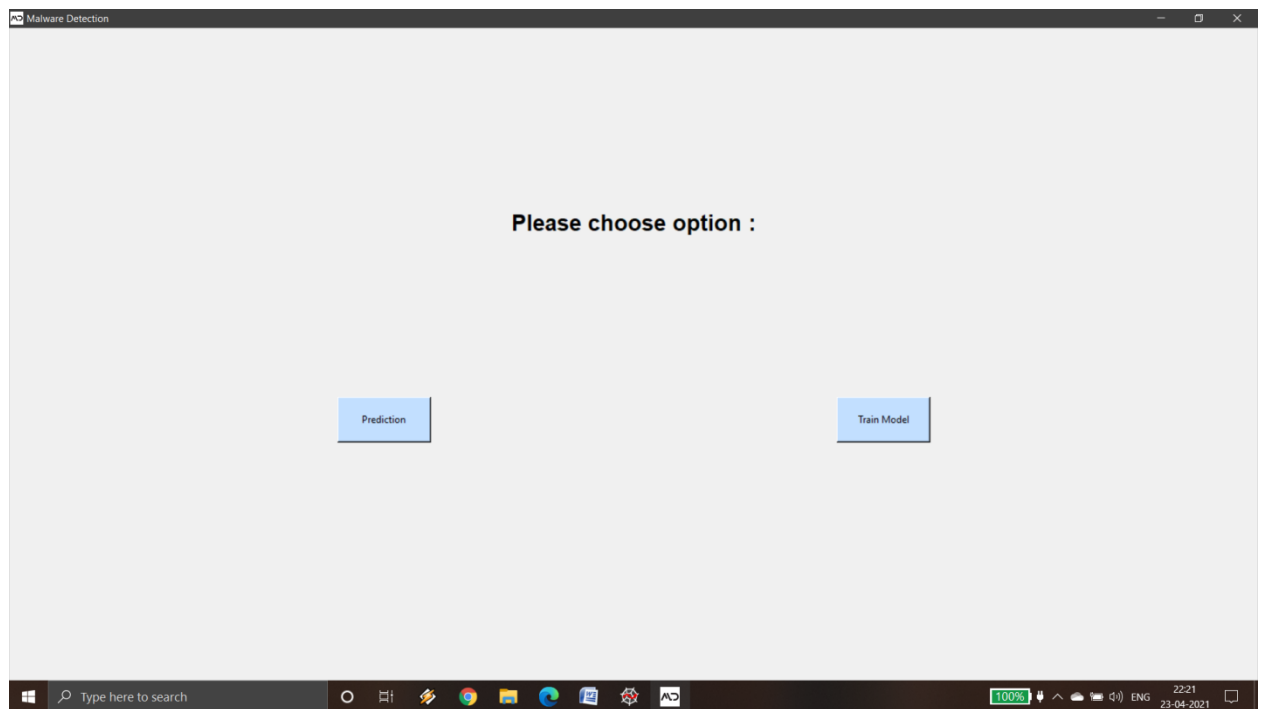 Malware Detection
Please choose option :
Prediction
Train Model
Type here to search
100%
ENG
22:21
23-04-2021